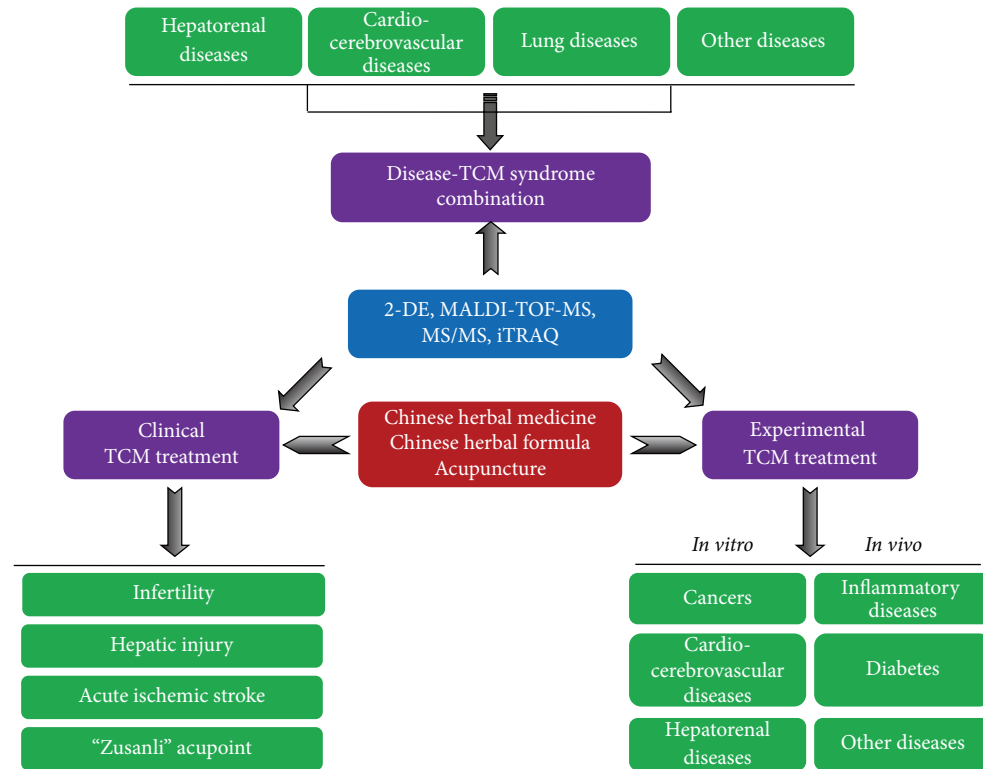 Hepatorenal
diseases
Cardio-
cerebrovascular
diseases
Lung diseases
Other diseases
Disease-TCM syndrome
combination
2-DE, MALDI-TOF-MS,
MS/MS, iTRAQ
Clinical
TCM treatment
Chinese herbal medicine
Chinese herbal formula
Acupuncture
Experimental
TCM treatment
Infertility
Hepatic injury
Acute ischemic stroke
“Zusanli” acupoint
In vitro
In vivo
Cancers
Inflammatory
diseases
Cardio-
cerebrovascular
diseases
Diabetes
Hepatorenal
diseases
Other diseases